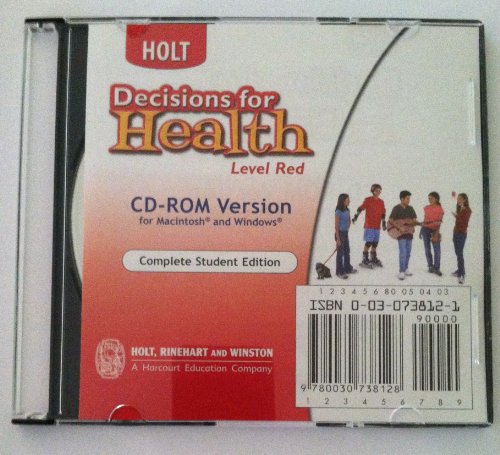 HOLT
Decisions for
Health
Level Red
CD-ROM Version
for Macintosh® and Windows®
Complete Student Edition
1 2 3 4 5 6 80 05 04 03
ISBN 0-03-073812-1
90000
HOLT, RINEHART AND WINSTON
A Harcourt Education Company
9 780030 738128
1 2 3 4 5 6 7 8 9